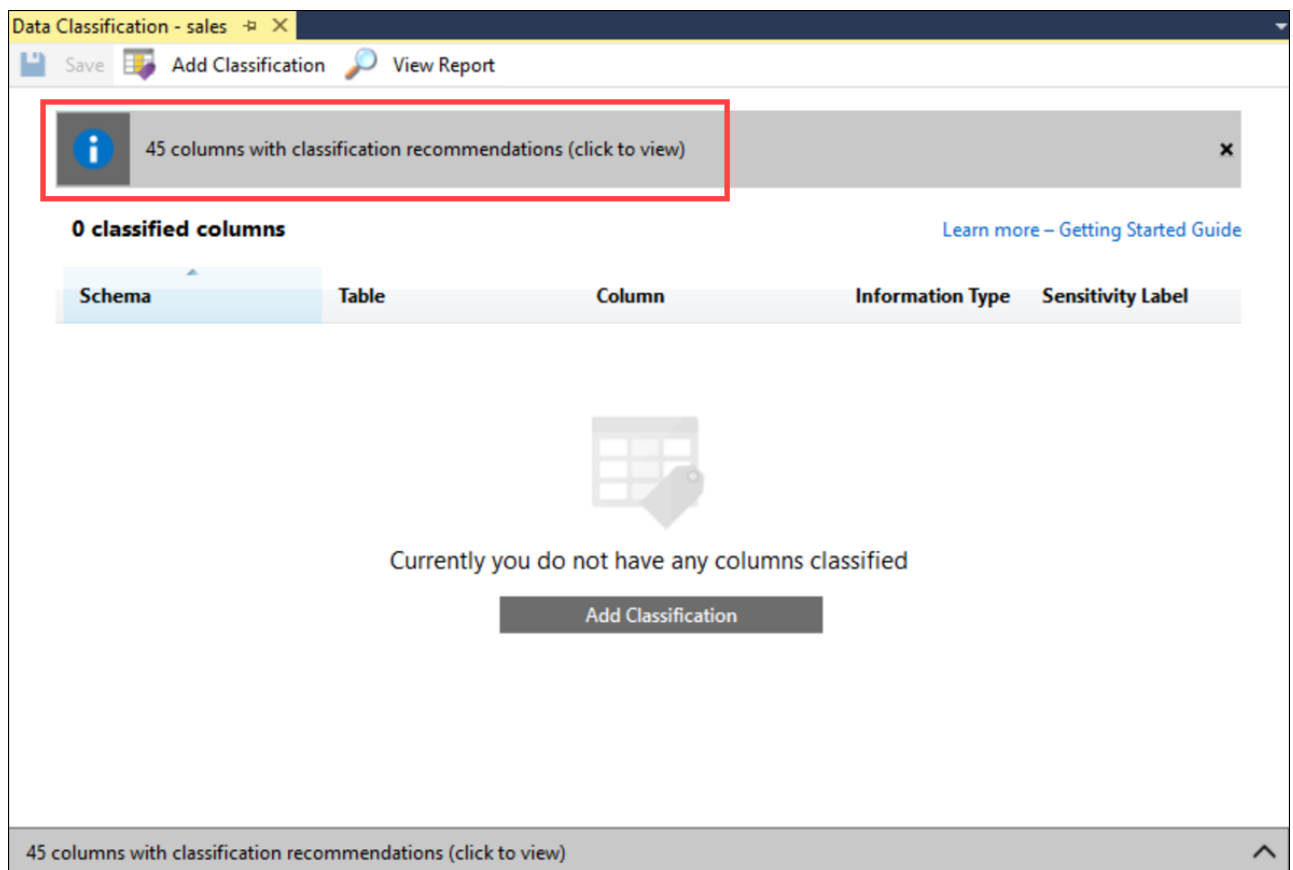 Data Classification - sales
Save Add Classification View Report
45 columns with classification recommendations (click to view)
0 classified columns Learn more – Getting Started Guide
Schema Table Column Information Type Sensitivity Label
Currently you do not have any columns classified
Add Classification
45 columns with classification recommendations (click to view)